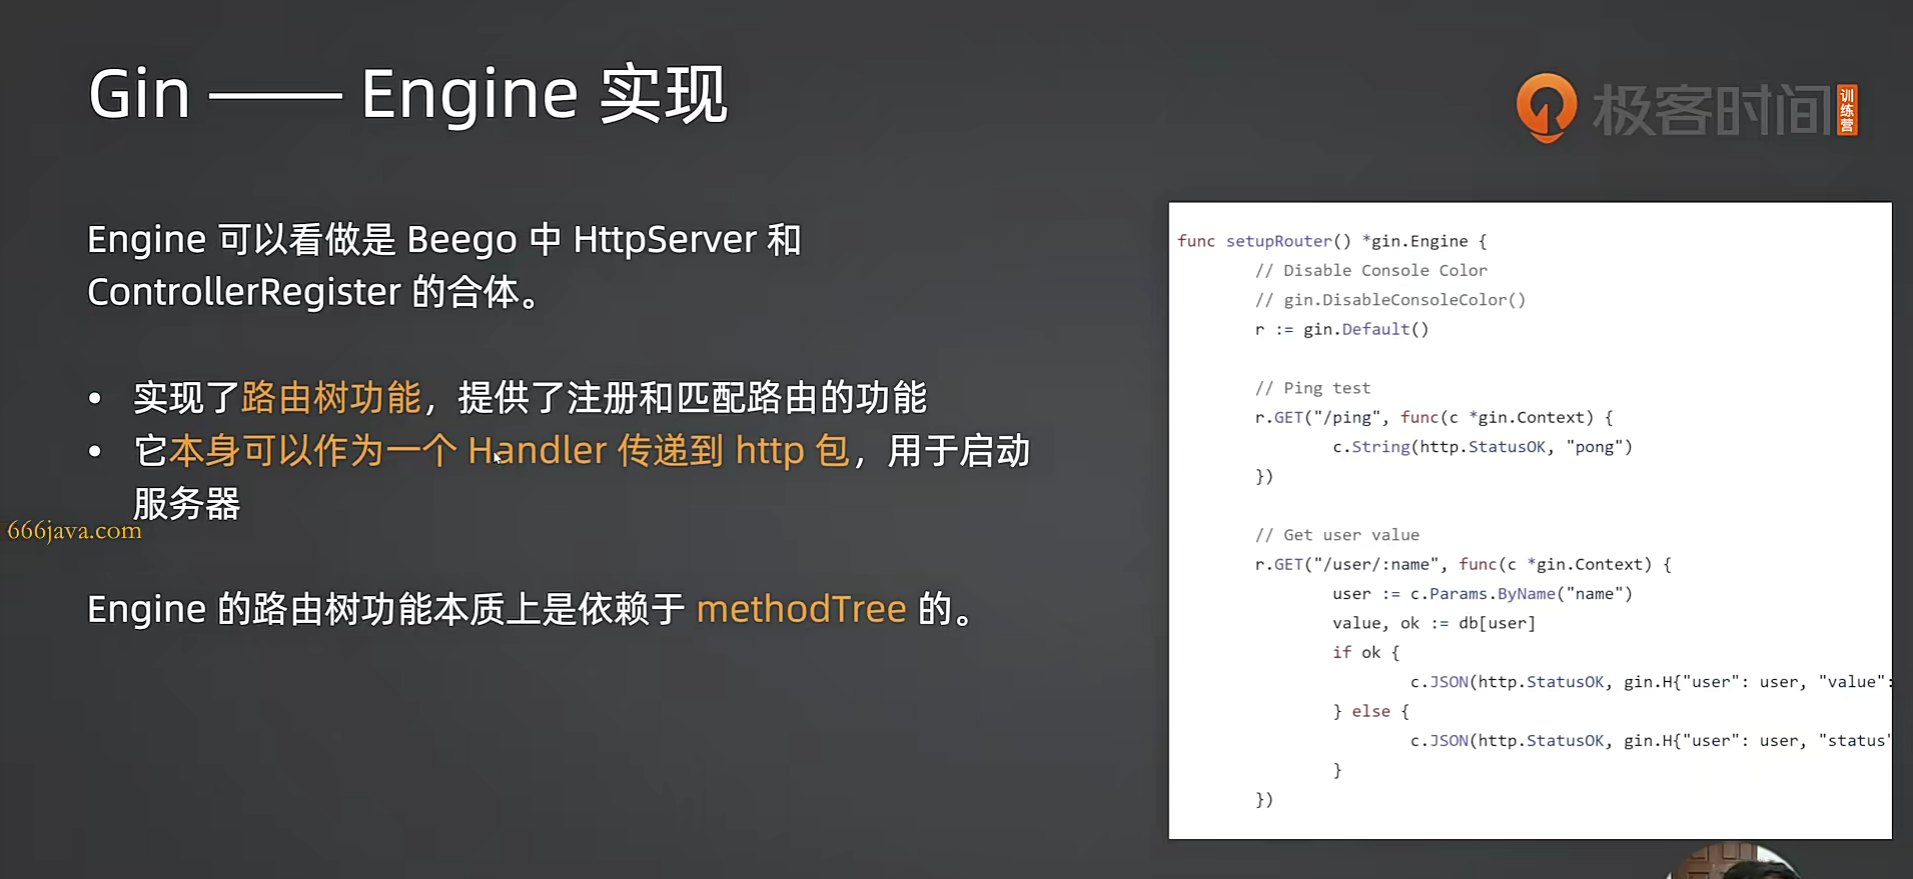 Gin —— Engine 实现
极客时间
训练营
Engine 可以看做是 Beego 中 HttpServer 和
ControllerRegister 的合体。
• 实现了路由树功能，提供了注册和匹配路由的功能
• 它本身可以作为一个 Handler 传递到 http 包，用于启动
服务器
666java.com
Engine 的路由树功能本质上是依赖于 methodTree 的。
func setupRouter() *gin.Engine {
// Disable Console Color
// gin.DisableConsoleColor()
r := gin.Default()
// Ping test
r.GET("/ping", func(c *gin.Context) {
c.String(http.StatusOK, "pong")
})
// Get user value
r.GET("/user/:name", func(c *gin.Context) {
user := c.Params.ByName("name")
value, ok := db[user]
if ok {
c.JSON(http.StatusOK, gin.H{"user": user, "value":
} else {
c.JSON(http.StatusOK, gin.H{"user": user, "status"
}
})